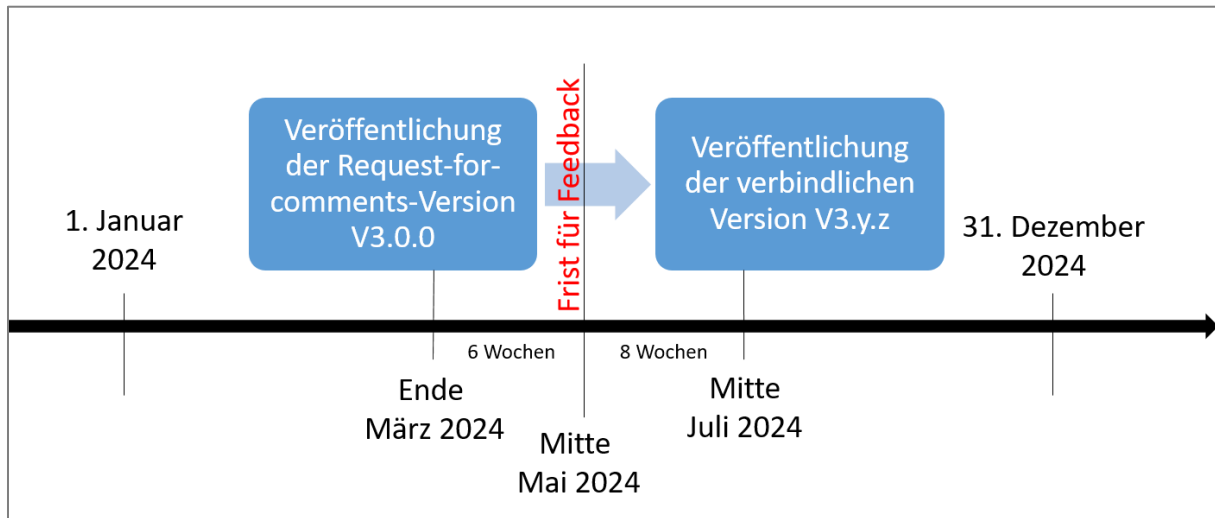 1. Januar
2024
Veröffentlichung
der Request-for-
comments-Version
V3.0.0
Frist für Feedback
Veröffentlichung
der verbindlichen
Version V3.y.z
31. Dezember
2024
6 Wochen
8 Wochen
Ende
März 2024
Mitte
Mai 2024
Mitte
Juli 2024